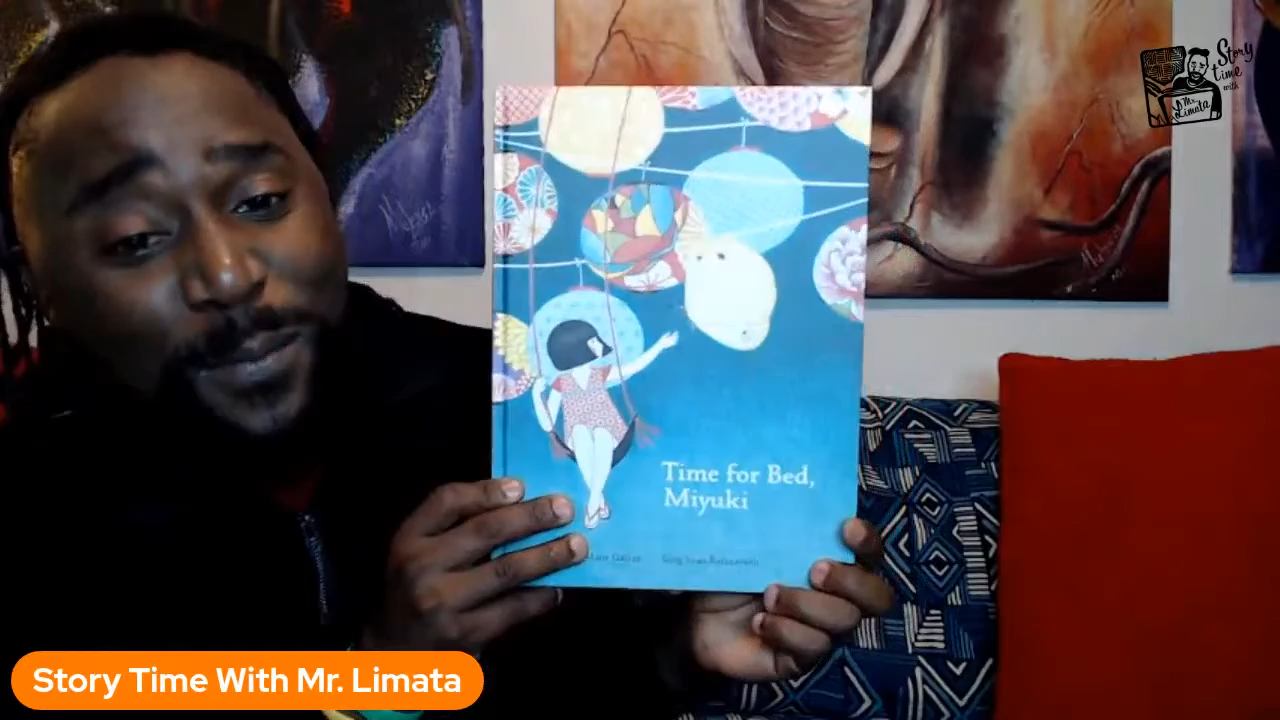 Story
time
with
Mr.
Limata
Time for Bed,
Miyuki
Story Time With Mr. Limata